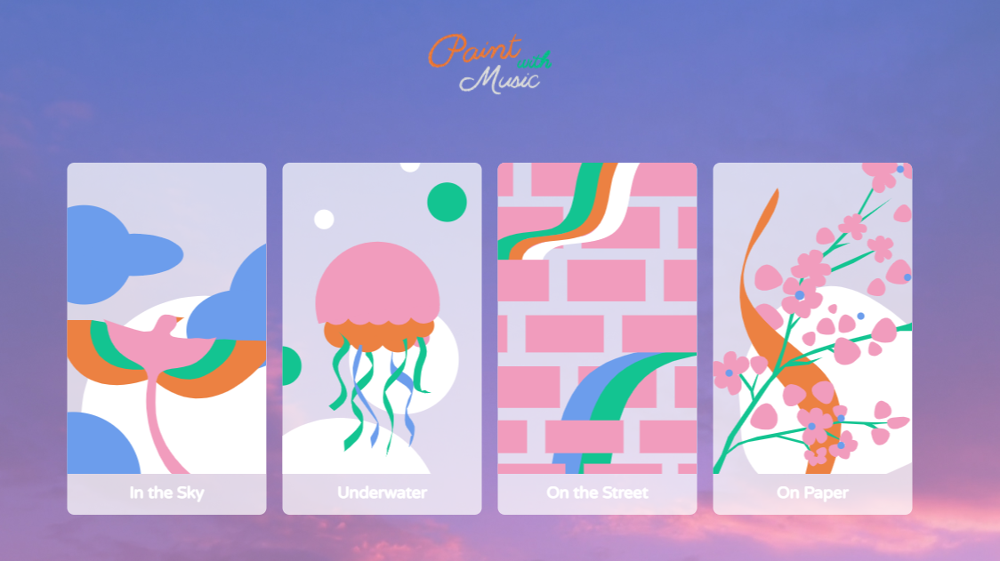 Paint with
Music
In the Sky
Underwater
On the Street
On Paper